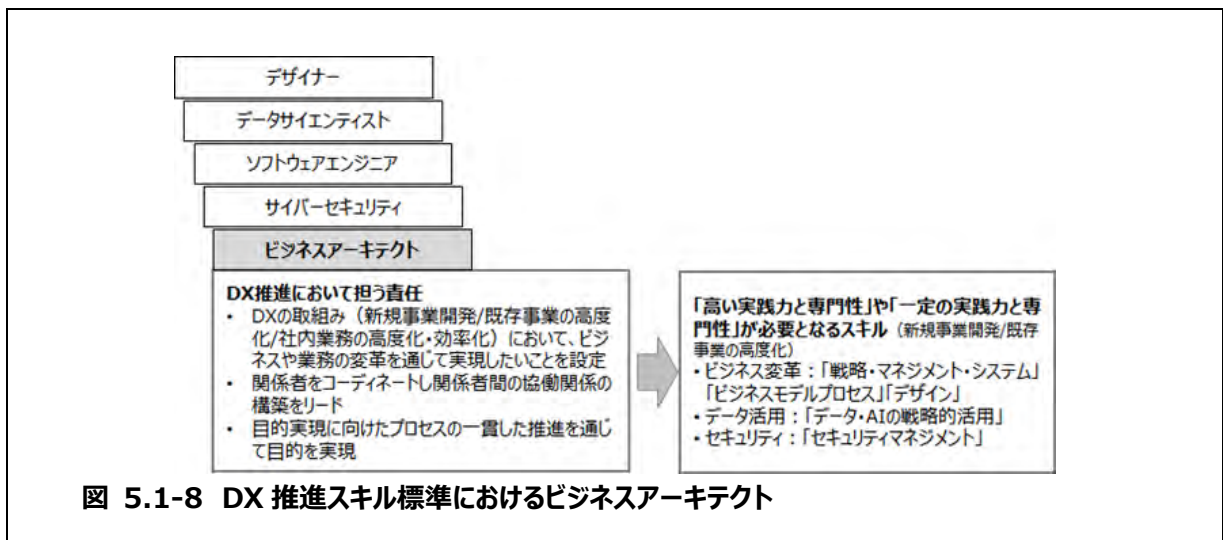 デザイナー
データサイエンティスト
ソフトウェアエンジニア
サイバーセキュリティ
ビジネスアーキテクト
DX推進において担う責任
• DXの取組み（新規事業開発/既存事業の高度
化/社内業務の高度化・効率化）において、ビジ
ネスや業務の変革を通じて実現したいことを設定
• 関係者をコーディネートし関係者間の協働関係の
構築をリード
• 目的実現に向けたプロセスの一貫した推進を通じ
て目的を実現
「高い実践力と専門性」や「一定の実践力と専
門性」が必要となるスキル（新規事業開発/既存
事業の高度化）
・ビジネス変革：「戦略・マネジメント・システム」
「ビジネスモデルプロセス」「デザイン」
・データ活用：「データ・AIの戦略的活用」
・セキュリティ：「セキュリティマネジメント」
図 5.1-8 DX 推進スキル標準におけるビジネスアーキテクト